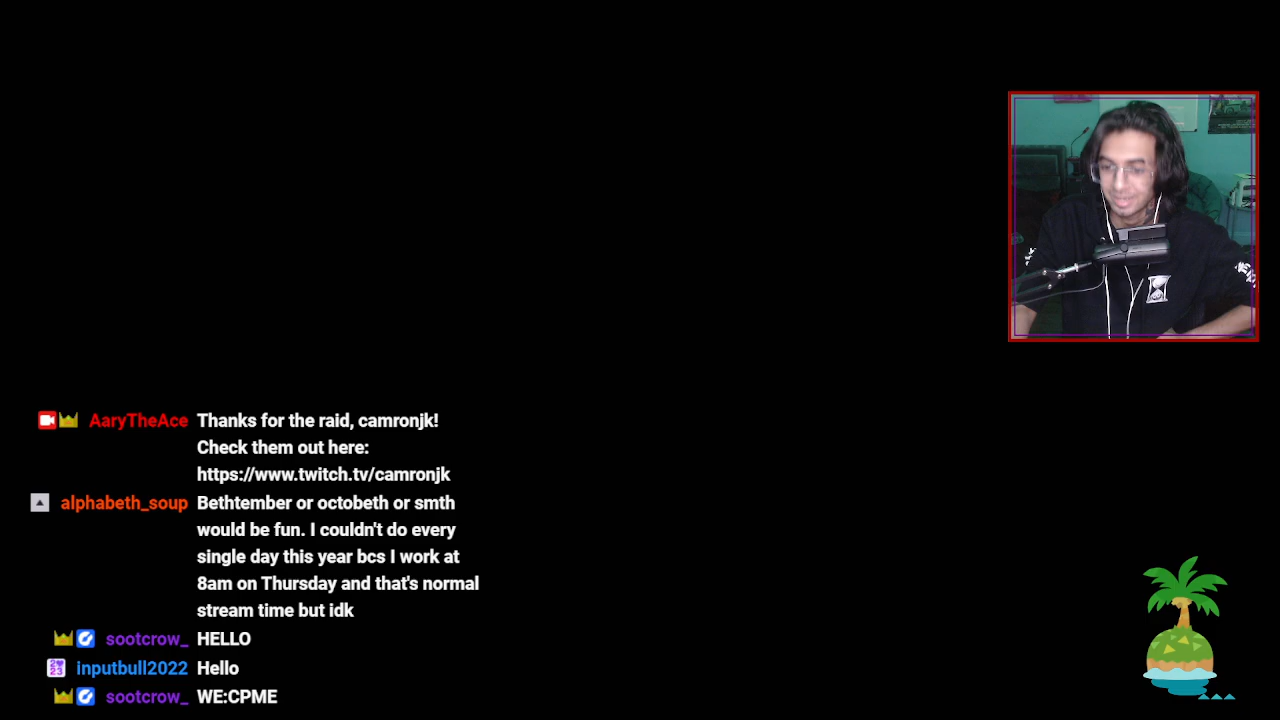 AaryTheAce Thanks for the raid, camronjk!
Check them out here:
https://www.twitch.tv/camronjk
alphabeth_soup Bethtember or octobeth or smth
would be fun. I couldn't do every
single day this year bcs I work at
8am on Thursday and that's normal
stream time but idk
sootcrow_ HELLO
inputbull2022 Hello
sootcrow_ WE:CPME